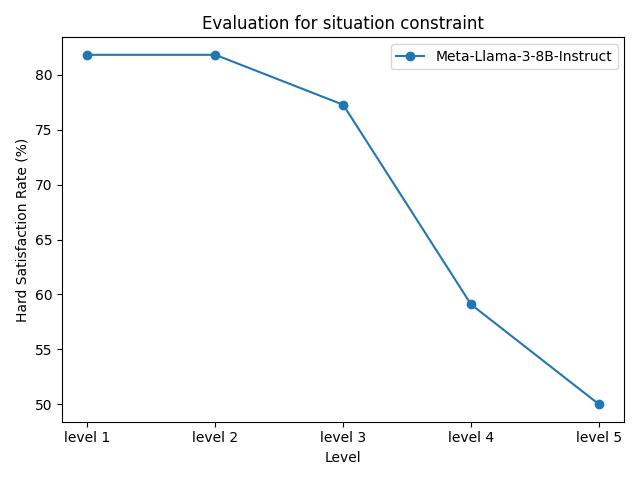 Evaluation for situation constraint
Meta-Llama-3-8B-Instruct
Hard Satisfaction Rate (%)
80
75
70
65
60
55
50
level 1
level 2
level 3
level 4
level 5
Level